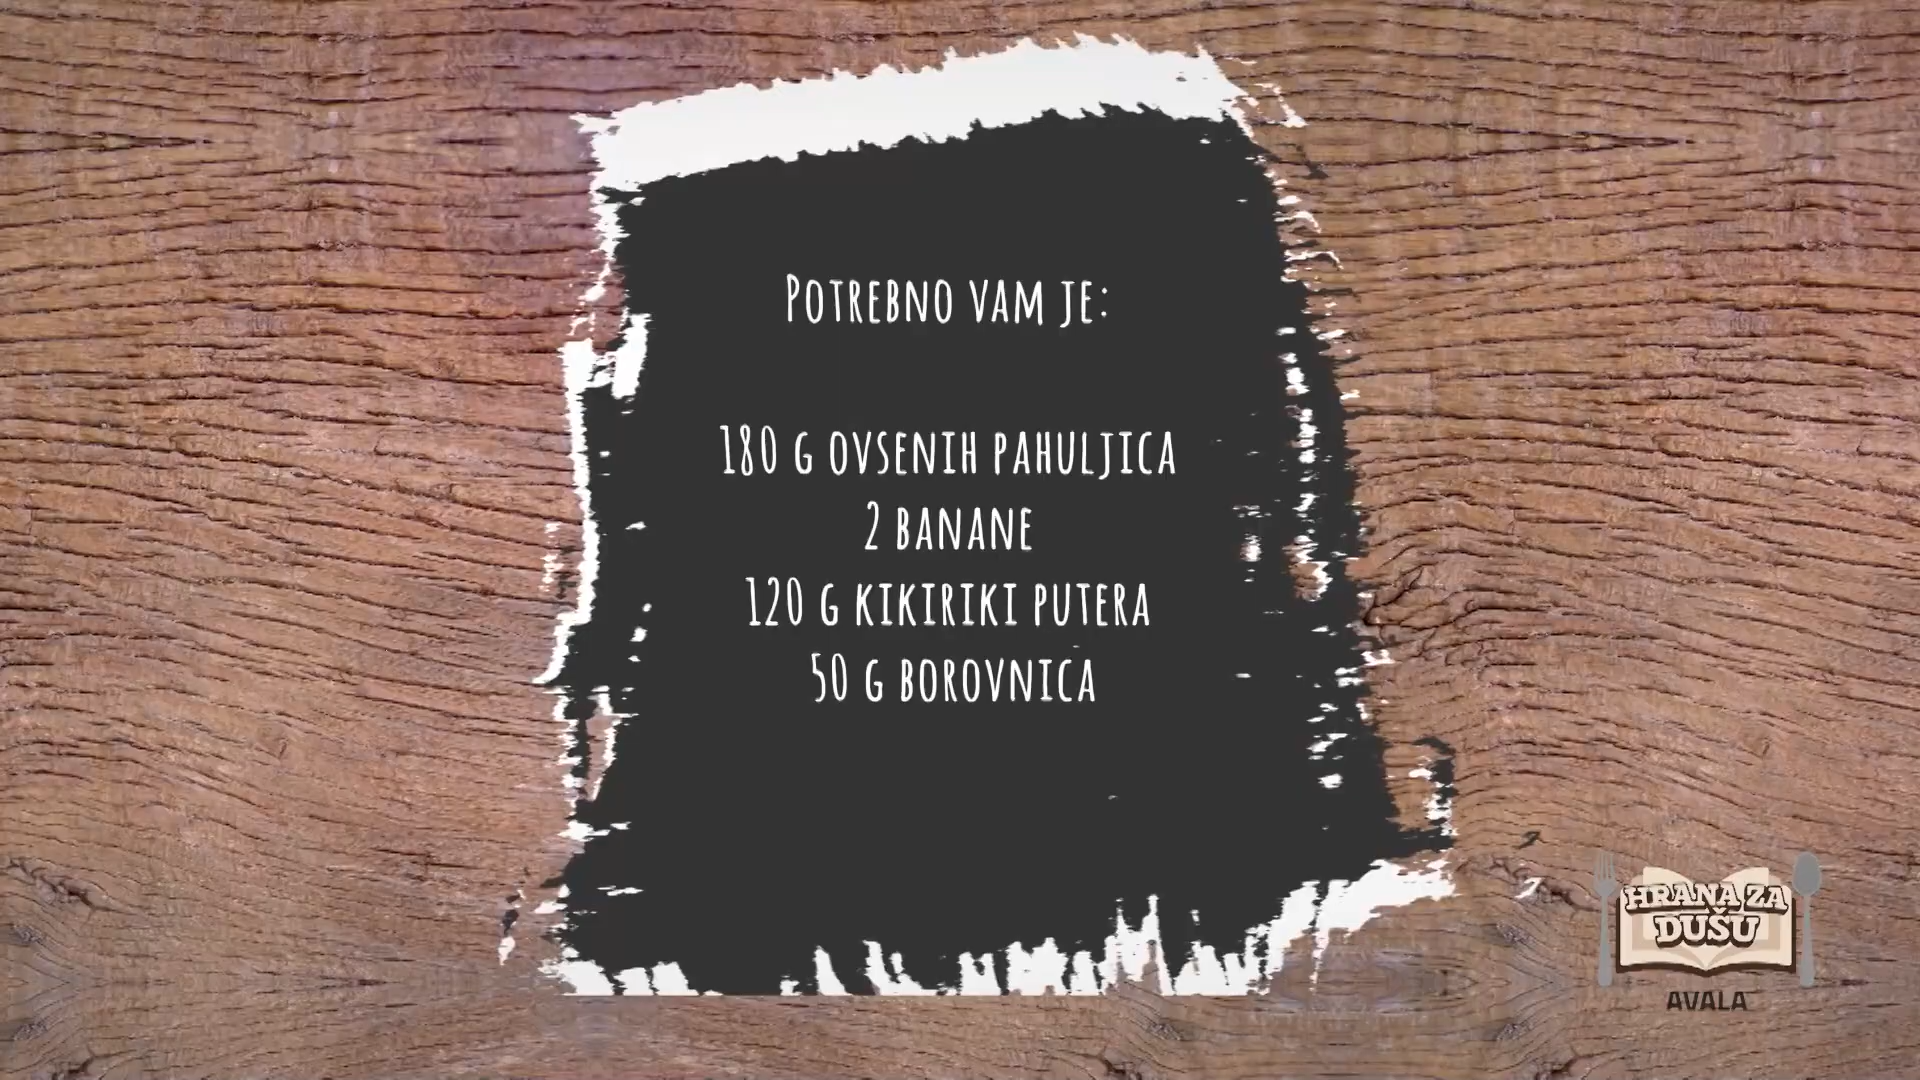 POTREBNO VAM JE:
180 G OVSENIH PAHULJICA
2 BANANE
120 G KIKIRIKI PUTERA
50 G BOROVNICA
HRANA ZA
DUŠU
AVALA